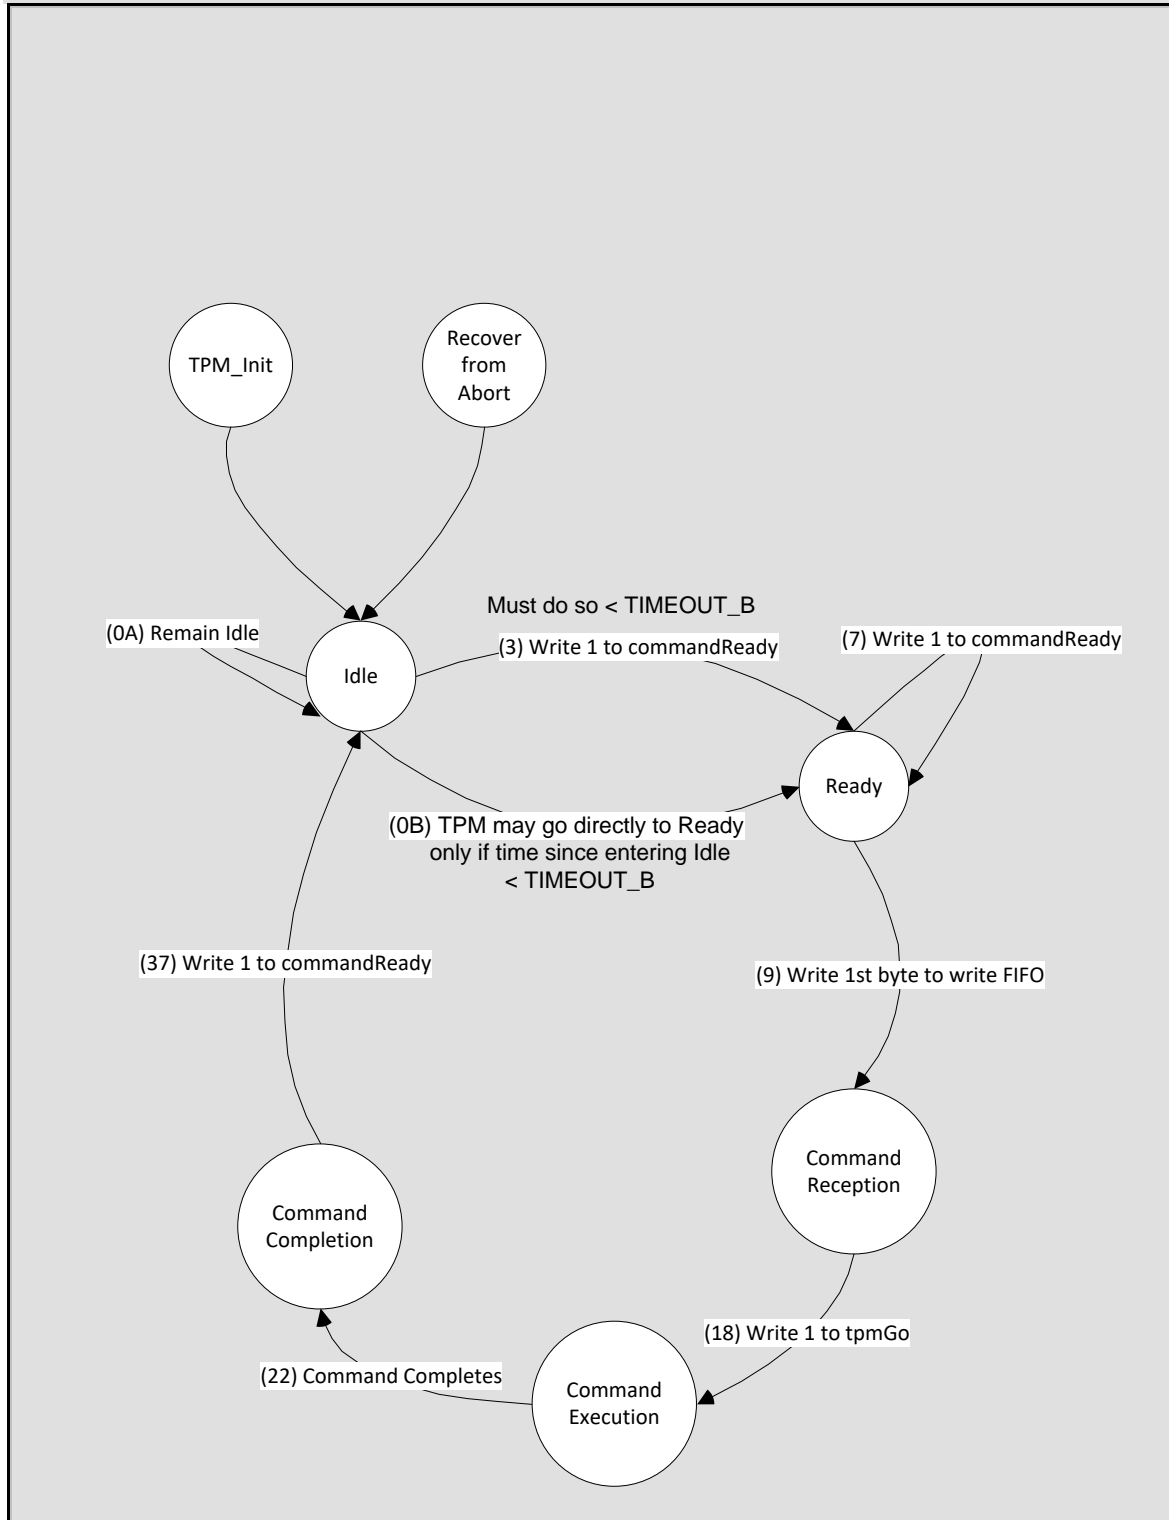 TPM_Init
Recover
from
Abort
Must do so < TIMEOUT_B
(0A) Remain Idle
(3) Write 1 to commandReady
(7) Write 1 to commandReady
Idle
Ready
(0B) TPM may go directly to Ready
only if time since entering Idle
< TIMEOUT_B
(37) Write 1 to commandReady
(9) Write 1st byte to write FIFO
Command
Reception
Command
Completion
(18) Write 1 to tpmGo
(22) Command Completes
Command
Execution